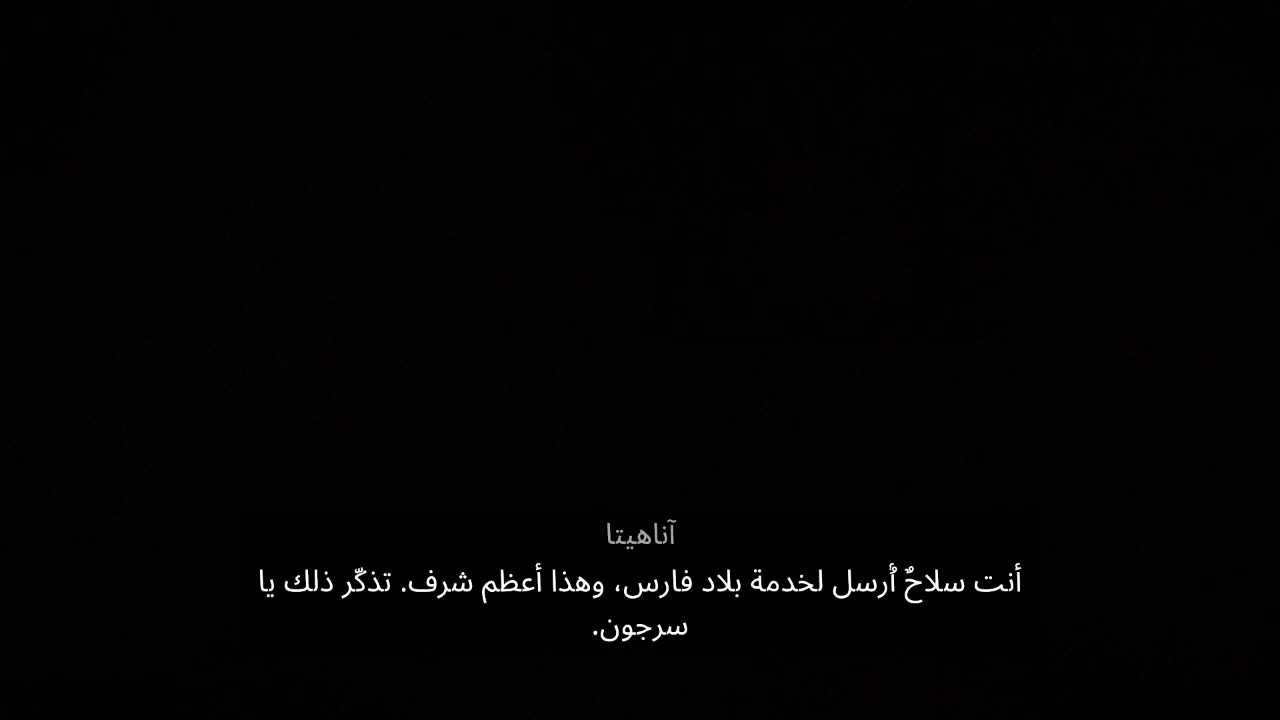 آناهيتا
أنت سلاحٌ أُرسل لخدمة بلاد فارس، وهذا أعظم شرف. تذكّر ذلك يا
سرجون.